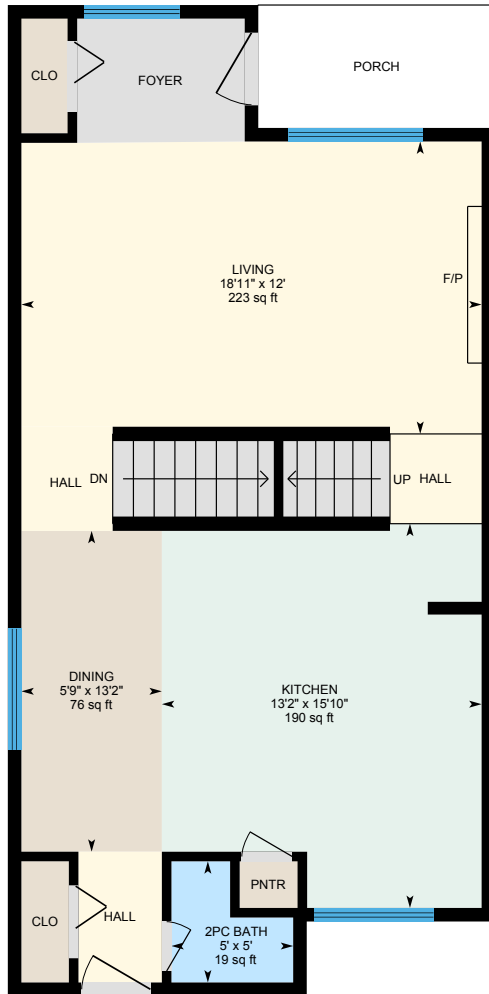 CLO
FOYER
PORCH
LIVING
18'11" x 12'
223 sq ft
F/P
HALL
DN
UP
HALL
DINING
5'9" x 13'2"
76 sq ft
KITCHEN
13'2" x 15'10"
190 sq ft
PNTR
CLO
HALL
2PC BATH
5' x 5'
19 sq ft